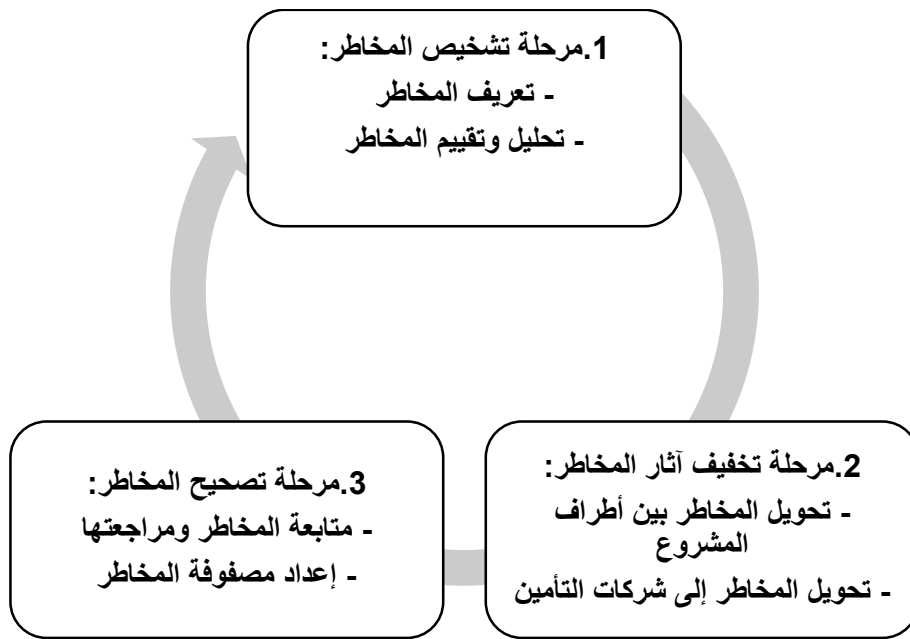 1.مرحلة تشخيص المخاطر:
- تعريف المخاطر
- تحليل وتقييم المخاطر
2.مرحلة تخفيف آثار المخاطر:
- تحويل المخاطر بين أطراف
المشروع
- تحويل المخاطر إلى شركات التأمين
3.مرحلة تصحيح المخاطر:
- متابعة المخاطر ومراجعتها
- إعداد مصفوفة المخاطر